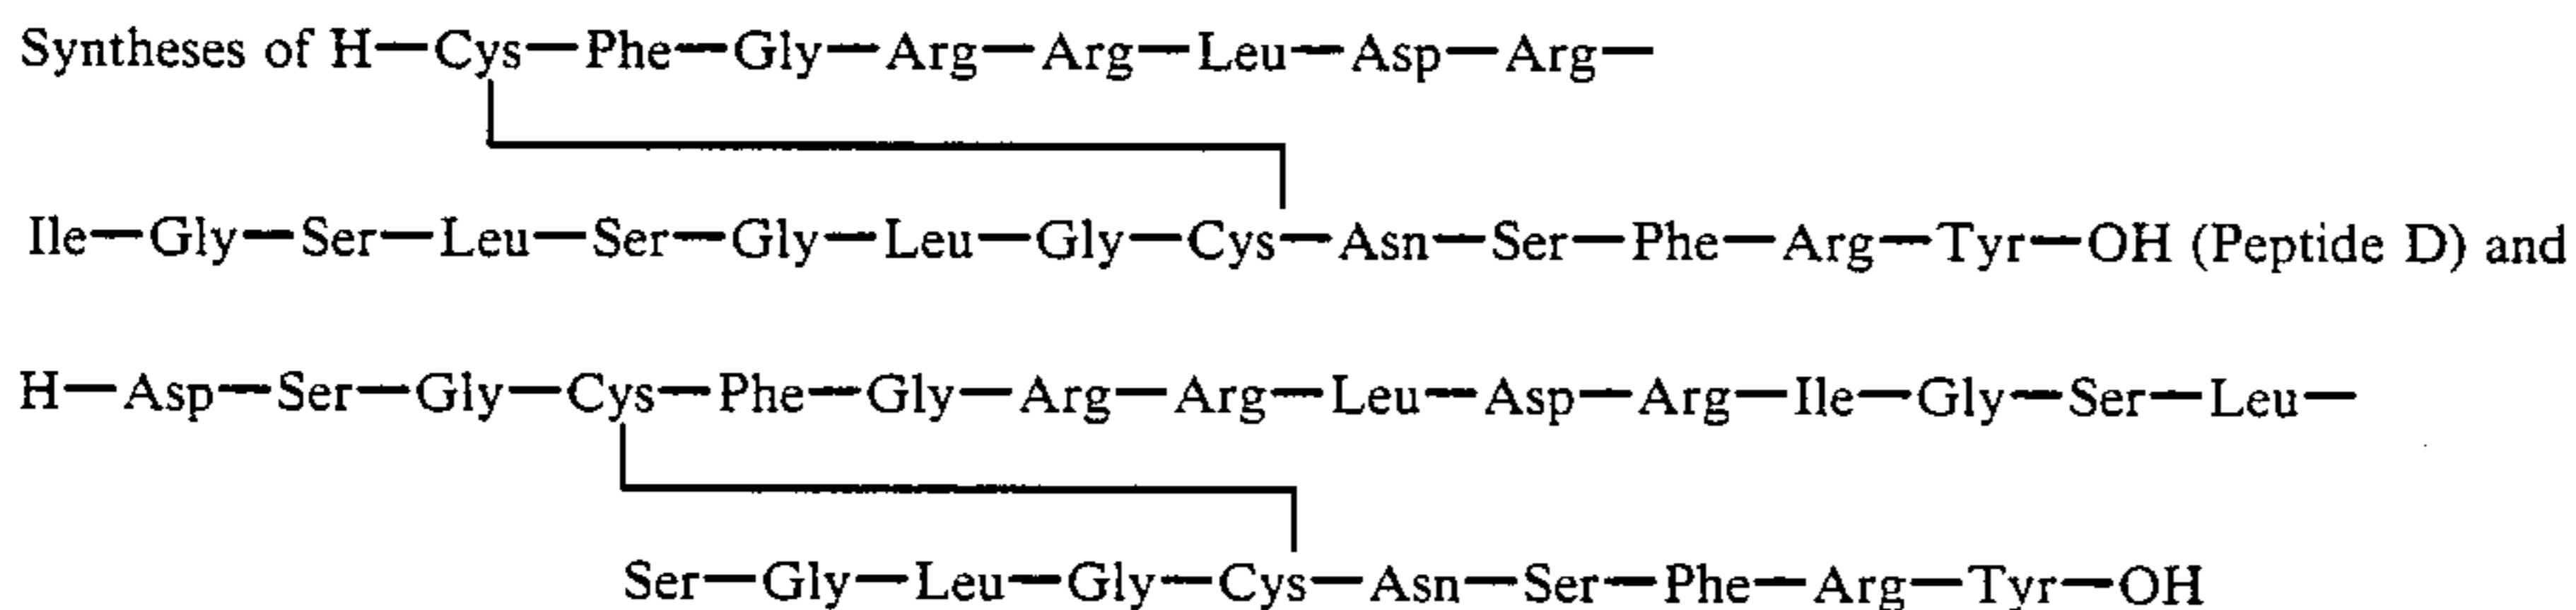 Syntheses of H—Cys—Phe—Gly—Arg—Arg—Leu—Asp—Arg—
Ile—Gly—Ser—Leu—Ser—Gly—Leu—Gly—Cys—Asn—Ser—Phe—Arg—Tyr—OH (Peptide D) and
H—Asp—Ser—Gly—Cys—Phe—Gly—Arg—Arg—Leu—Asp—Arg—Ile—Gly—Ser—Leu—
Ser—Gly—Leu—Gly—Cys—Asn—Ser—Phe—Arg—Tyr—OH